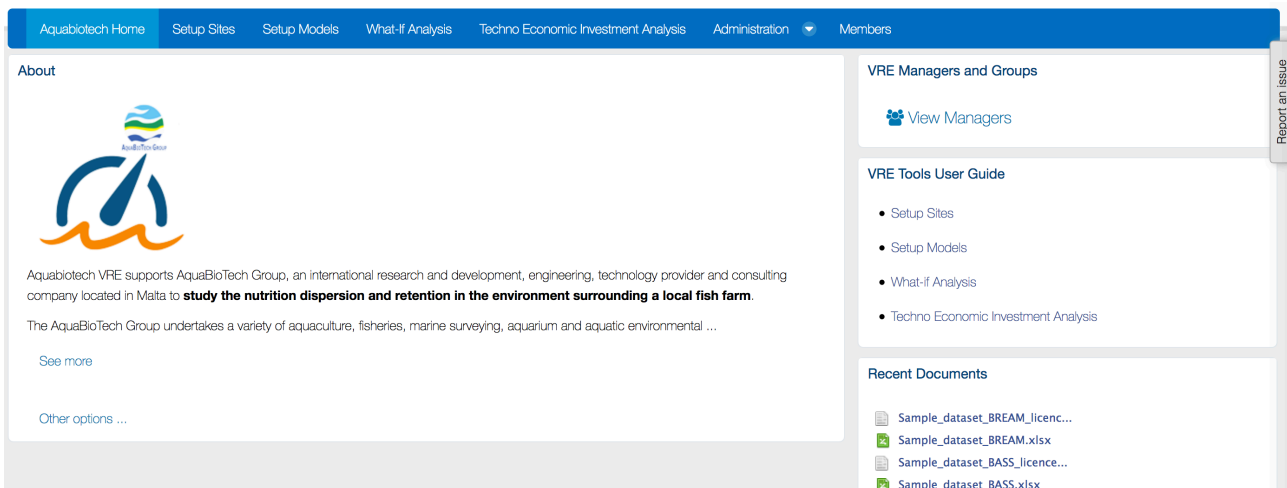 Aquabiotech Home Setup Sites Setup Models What-If Analysis Techno Economic Investment Analysis Administration Members
Report an issue
About
AquaBioTech Group
Aquabiotech VRE supports AquaBioTech Group, an international research and development, engineering, technology provider and consulting
company located in Malta to study the nutrition dispersion and retention in the environment surrounding a local fish farm.
The AquaBioTech Group undertakes a variety of aquaculture, fisheries, marine surveying, aquarium and aquatic environmental ...
See more
Other options ...
VRE Managers and Groups
View Managers
VRE Tools User Guide
Setup Sites
Setup Models
What-if Analysis
Techno Economic Investment Analysis
Recent Documents
Sample_dataset_BREAM_licenc...
Sample_dataset_BREAM.xlsx
Sample_dataset_BASS_licence...
Sample_dataset_BASS.xlsx